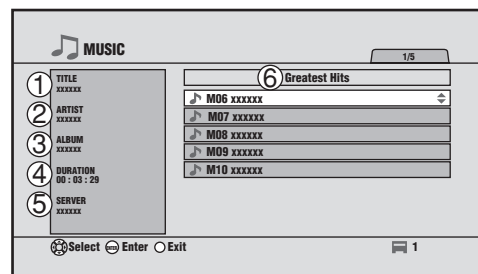 MUSIC
1/5
① TITLE
xxxxxx
② ARTIST
xxxxxx
③ ALBUM
xxxxxx
④ DURATION
00 : 03 : 29
⑤ SERVER
xxxxxx
⑥ Greatest Hits
M06 xxxxxx
M07 xxxxxx
M08 xxxxxx
M09 xxxxxx
M10 xxxxxx
Select Enter Exit 1